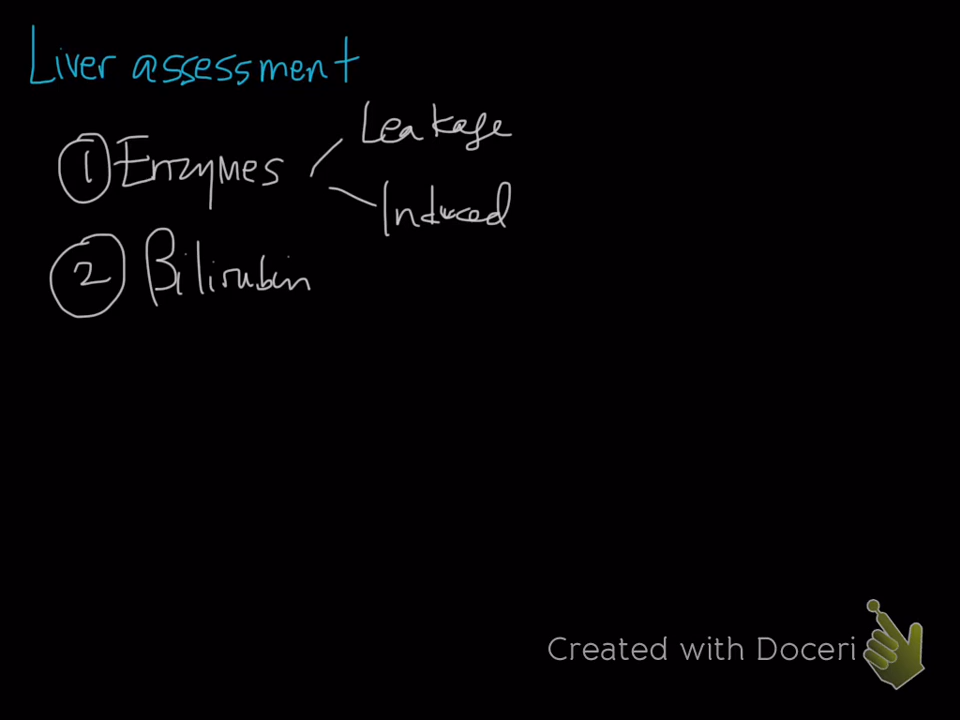 Liver assessment
Leakage
① Enzymes
Induced
② Bilirubin
Created with Doceri